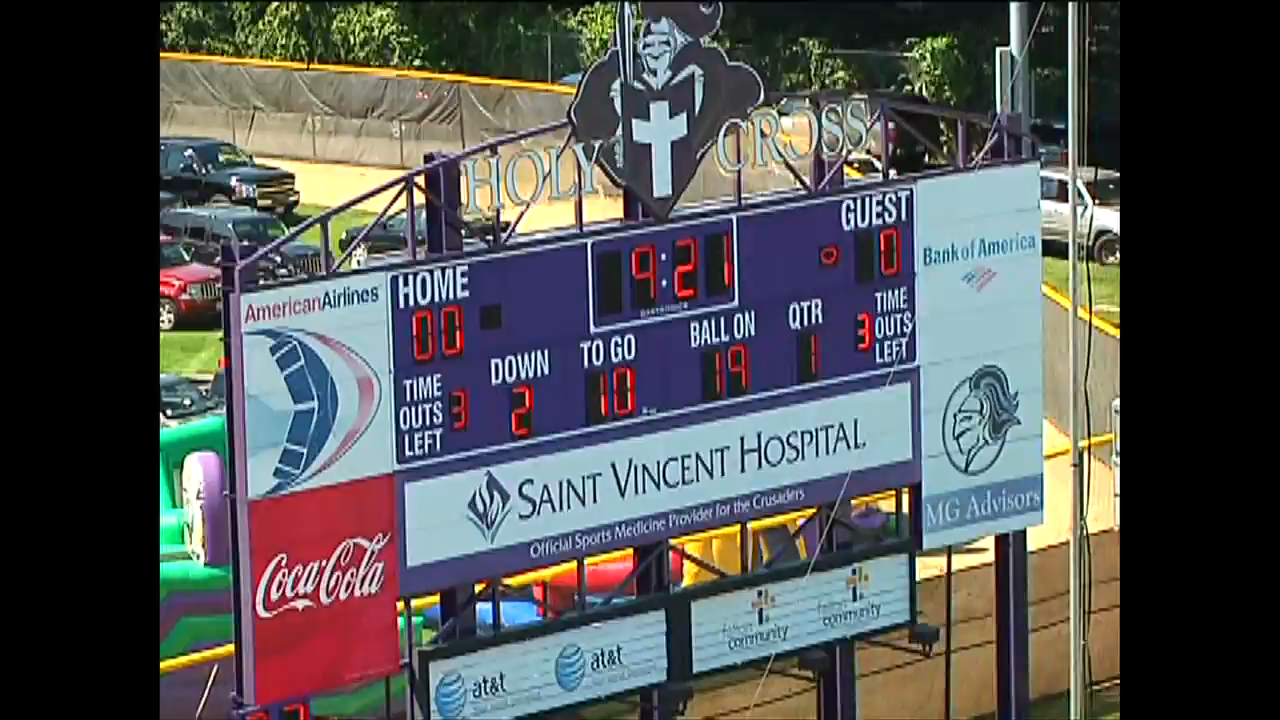 HOLY CROSS
GUEST
9:21
0
HOME
00
AmericanAirlines
Bank of America
TIME OUTS LEFT 3
DOWN 2
TO GO 10
BALL ON 19
QTR 1
3 TIME OUTS LEFT
SAINT VINCENT HOSPITAL
Official Sports Medicine Provider for the Crusaders
MG Advisors
Coca-Cola
at&t
at&t
community
community